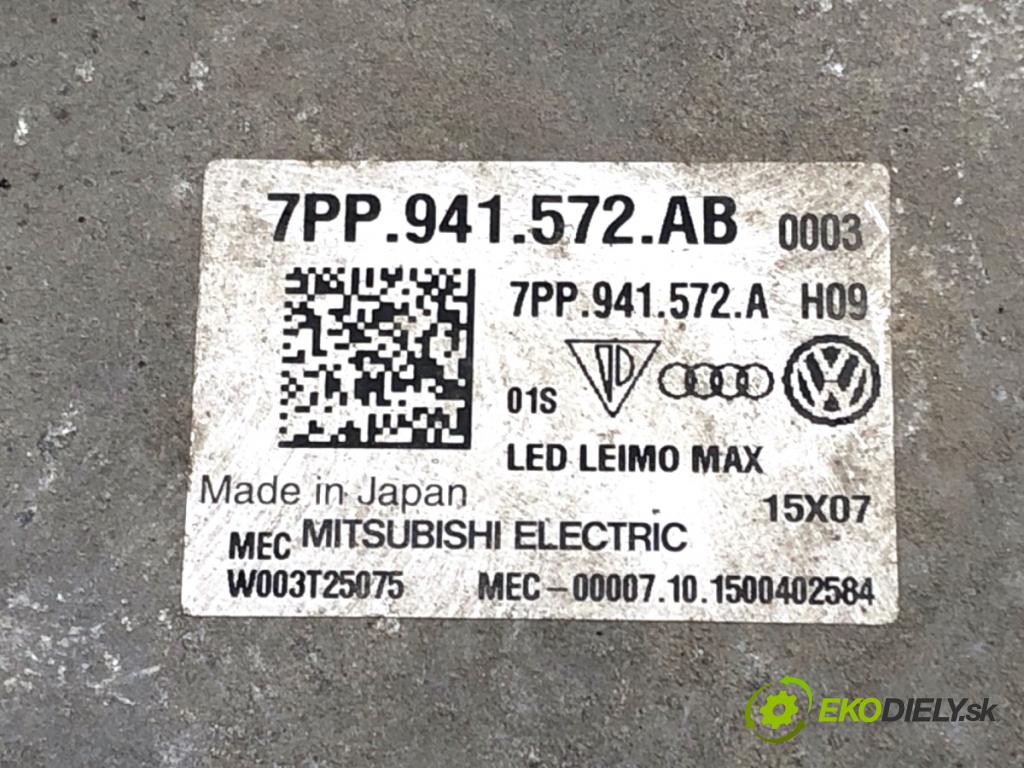 7PP.941.572.AB 0003
7PP.941.572.A H09
01S
LED LEIMO MAX
Made in Japan 15X07
MEC MITSUBISHI ELECTRIC
W003T25075 MEC-00007.10.1500402584
EKODIELY.sk